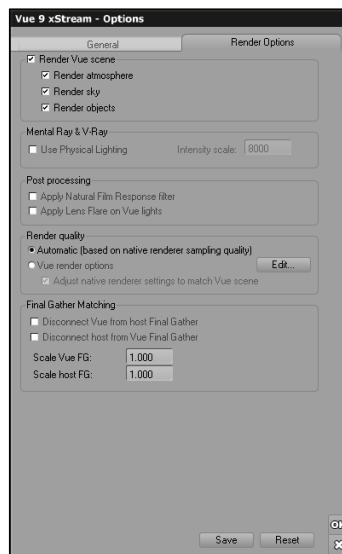 Vue 9 xStream - Options
General
Render Options
Render Vue scene
Render atmosphere
Render sky
Render objects
Mental Ray & V-Ray
Use Physical Lighting
Intensity scale: 8000
Post processing
Apply Natural Film Response filter
Apply Lens Flare on Vue lights
Render quality
Automatic (based on native renderer sampling quality)
Vue render options
Edit...
Adjust native renderer settings to match Vue scene
Final Gather Matching
Disconnect Vue from host Final Gather
Disconnect host from Vue Final Gather
Scale Vue FG: 1.000
Scale host FG: 1.000
OK
Save
Reset